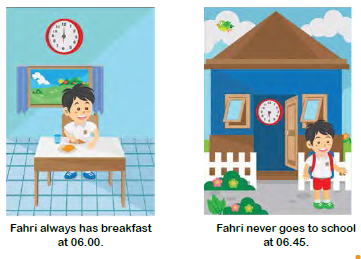 Fahri always has breakfast
at 06.00.
Fahri never goes to school
at 06.45.